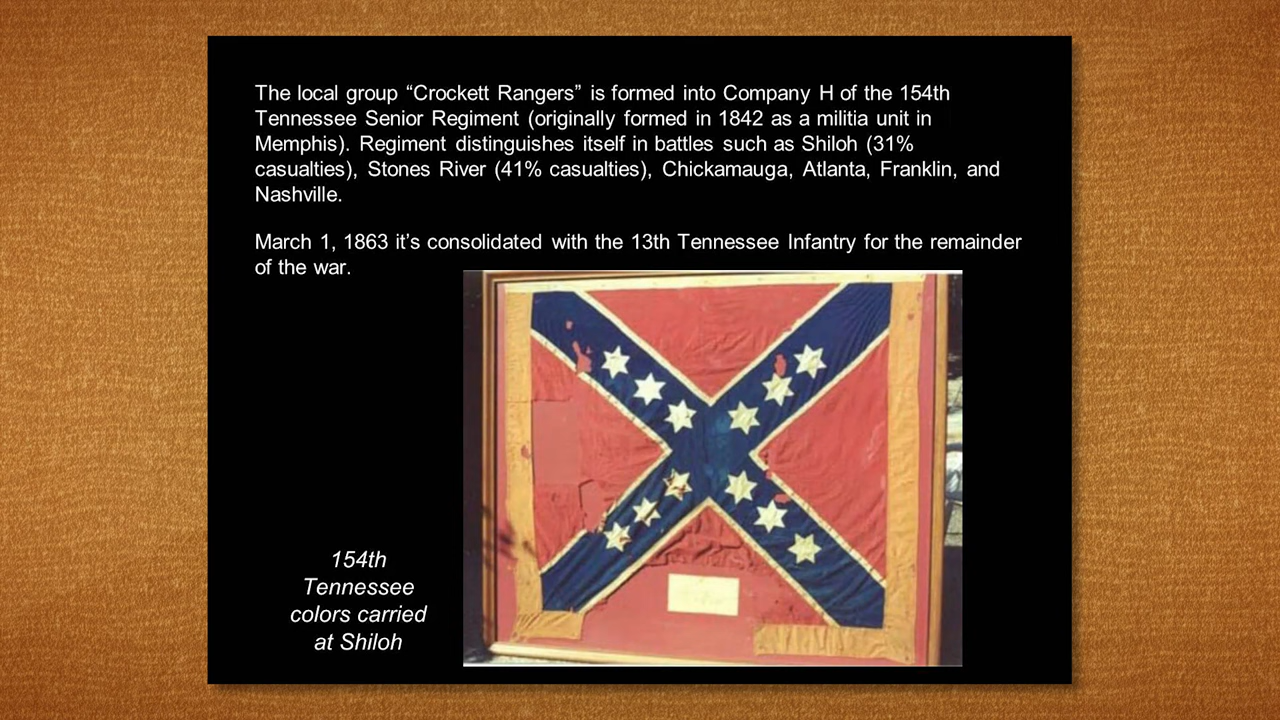 The local group “Crockett Rangers” is formed into Company H of the 154th
Tennessee Senior Regiment (originally formed in 1842 as a militia unit in
Memphis). Regiment distinguishes itself in battles such as Shiloh (31%
casualties), Stones River (41% casualties), Chickamauga, Atlanta, Franklin, and
Nashville.
March 1, 1863 it’s consolidated with the 13th Tennessee Infantry for the remainder
of the war.
154th
Tennessee
colors carried
at Shiloh